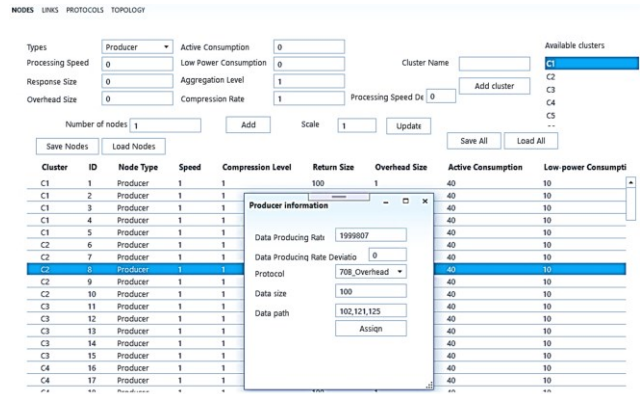 NODES LINKS PROTOCOLS TOPOLOGY
Types Producer Active Consumption 0 Available clusters
Processing Speed 0 Low Power Consumption 0 Cluster Name C1
Response Size 0 Aggregation Level 1 Add cluster C2
C3
Overhead Size 0 Compression Rate 1 Processing Speed De 0 C4
C5
Number of nodes 1 Add Scale 1 Update
Save Nodes Load Nodes Save All Load All
Cluster ID Node Type Speed Compression Level Return Size Overhead Size Active Consumption Low-power Consumpti
C1 1 Producer 1 1 100 1 40 10
C1 2 Producer 1 1 40 10
C1 3 Producer 1 1 40 10
C1 4 Producer 1 1 40 10
C1 5 Producer 1 1 40 10
C2 6 Producer 1 1 40 10
C2 7 Producer 1 1 40 10
C2 8 Producer 1 1 40 10
C2 9 Producer 1 1 40 10
C2 10 Producer 1 1 40 10
C3 11 Producer 1 1 40 10
C3 12 Producer 1 1 40 10
C3 13 Producer 1 1 40 10
C3 14 Producer 1 1 40 10
C3 15 Producer 1 1 40 10
C4 16 Producer 1 1 40 10
C4 17 Producer 1 1 40 10
Producer information
Data Producing Rate 1999807
Data Producing Rate Deviatio 0
Protocol 708_Overhead
Data size 100
Data path 102,121,125
Assign